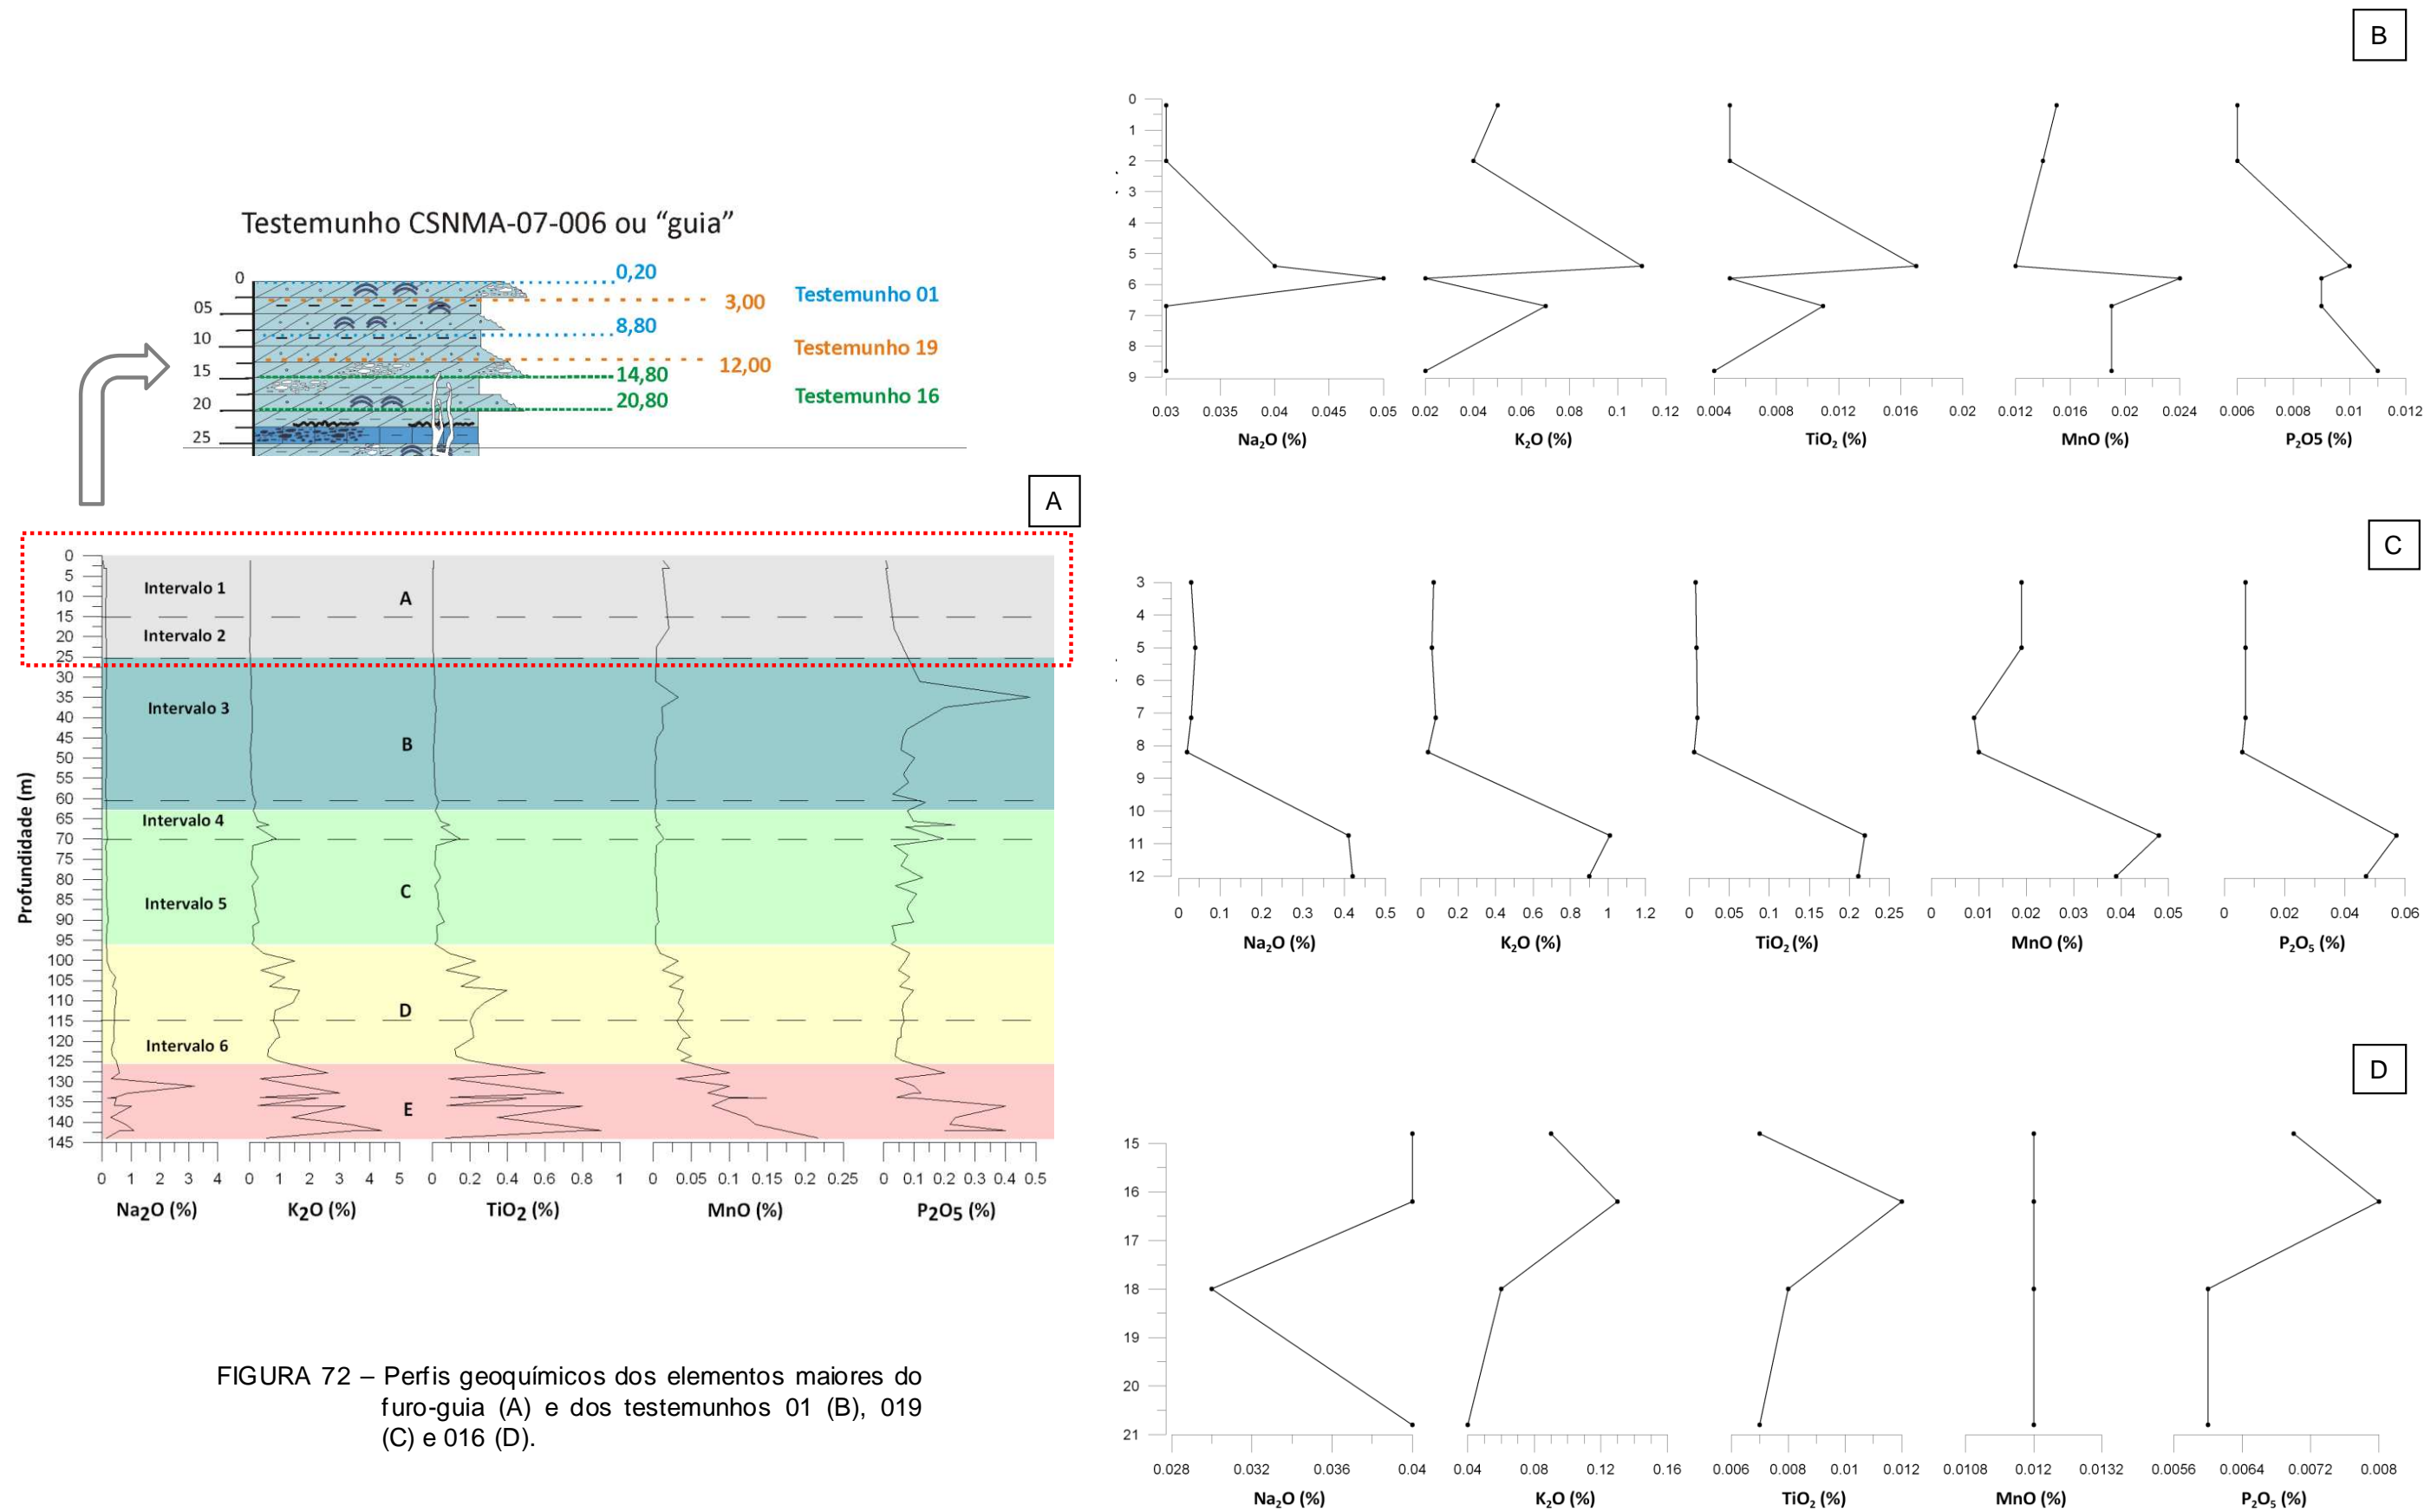 B
Testemunho CSNMA-07-006 ou “guia”
0
05
10
15
20
25
0,20
3,00
8,80
12,00
14,80
20,80
Testemunho 01
Testemunho 19
Testemunho 16
0
1
2
3
4
5
6
7
8
9
0.03 0.035 0.04 0.045 0.05
Na2O (%)
0.02 0.04 0.06 0.08 0.1 0.12
K2O (%)
0.004 0.008 0.012 0.016 0.02
TiO2 (%)
0.012 0.016 0.02 0.024
MnO (%)
0.006 0.008 0.01 0.012
P2O5 (%)
A
Profundidade (m)
0
5
10
15
20
25
30
35
40
45
50
55
60
65
70
75
80
85
90
95
100
105
110
115
120
125
130
135
140
145
Intervalo 1
A
Intervalo 2
Intervalo 3
B
Intervalo 4
C
Intervalo 5
D
Intervalo 6
E
0 1 2 3 4
Na2O (%)
0 1 2 3 4 5
K2O (%)
0 0.2 0.4 0.6 0.8 1
TiO2 (%)
0 0.05 0.1 0.15 0.2 0.25
MnO (%)
0 0.1 0.2 0.3 0.4 0.5
P2O5 (%)
C
3
4
5
6
7
8
9
10
11
12
0 0.1 0.2 0.3 0.4 0.5
Na2O (%)
0 0.2 0.4 0.6 0.8 1 1.2
K2O (%)
0 0.05 0.1 0.15 0.2 0.25
TiO2 (%)
0 0.01 0.02 0.03 0.04 0.05
MnO (%)
0 0.02 0.04 0.06
P2O5 (%)
D
15
16
17
18
19
20
21
0.028 0.032 0.036 0.04
Na2O (%)
0.04 0.08 0.12 0.16
K2O (%)
0.006 0.008 0.01 0.012
TiO2 (%)
0.0108 0.012 0.0132
MnO (%)
0.0056 0.0064 0.0072 0.008
P2O5 (%)
FIGURA 72 – Perfis geoquímicos dos elementos maiores do
furo-guia (A) e dos testemunhos 01 (B), 019
(C) e 016 (D).